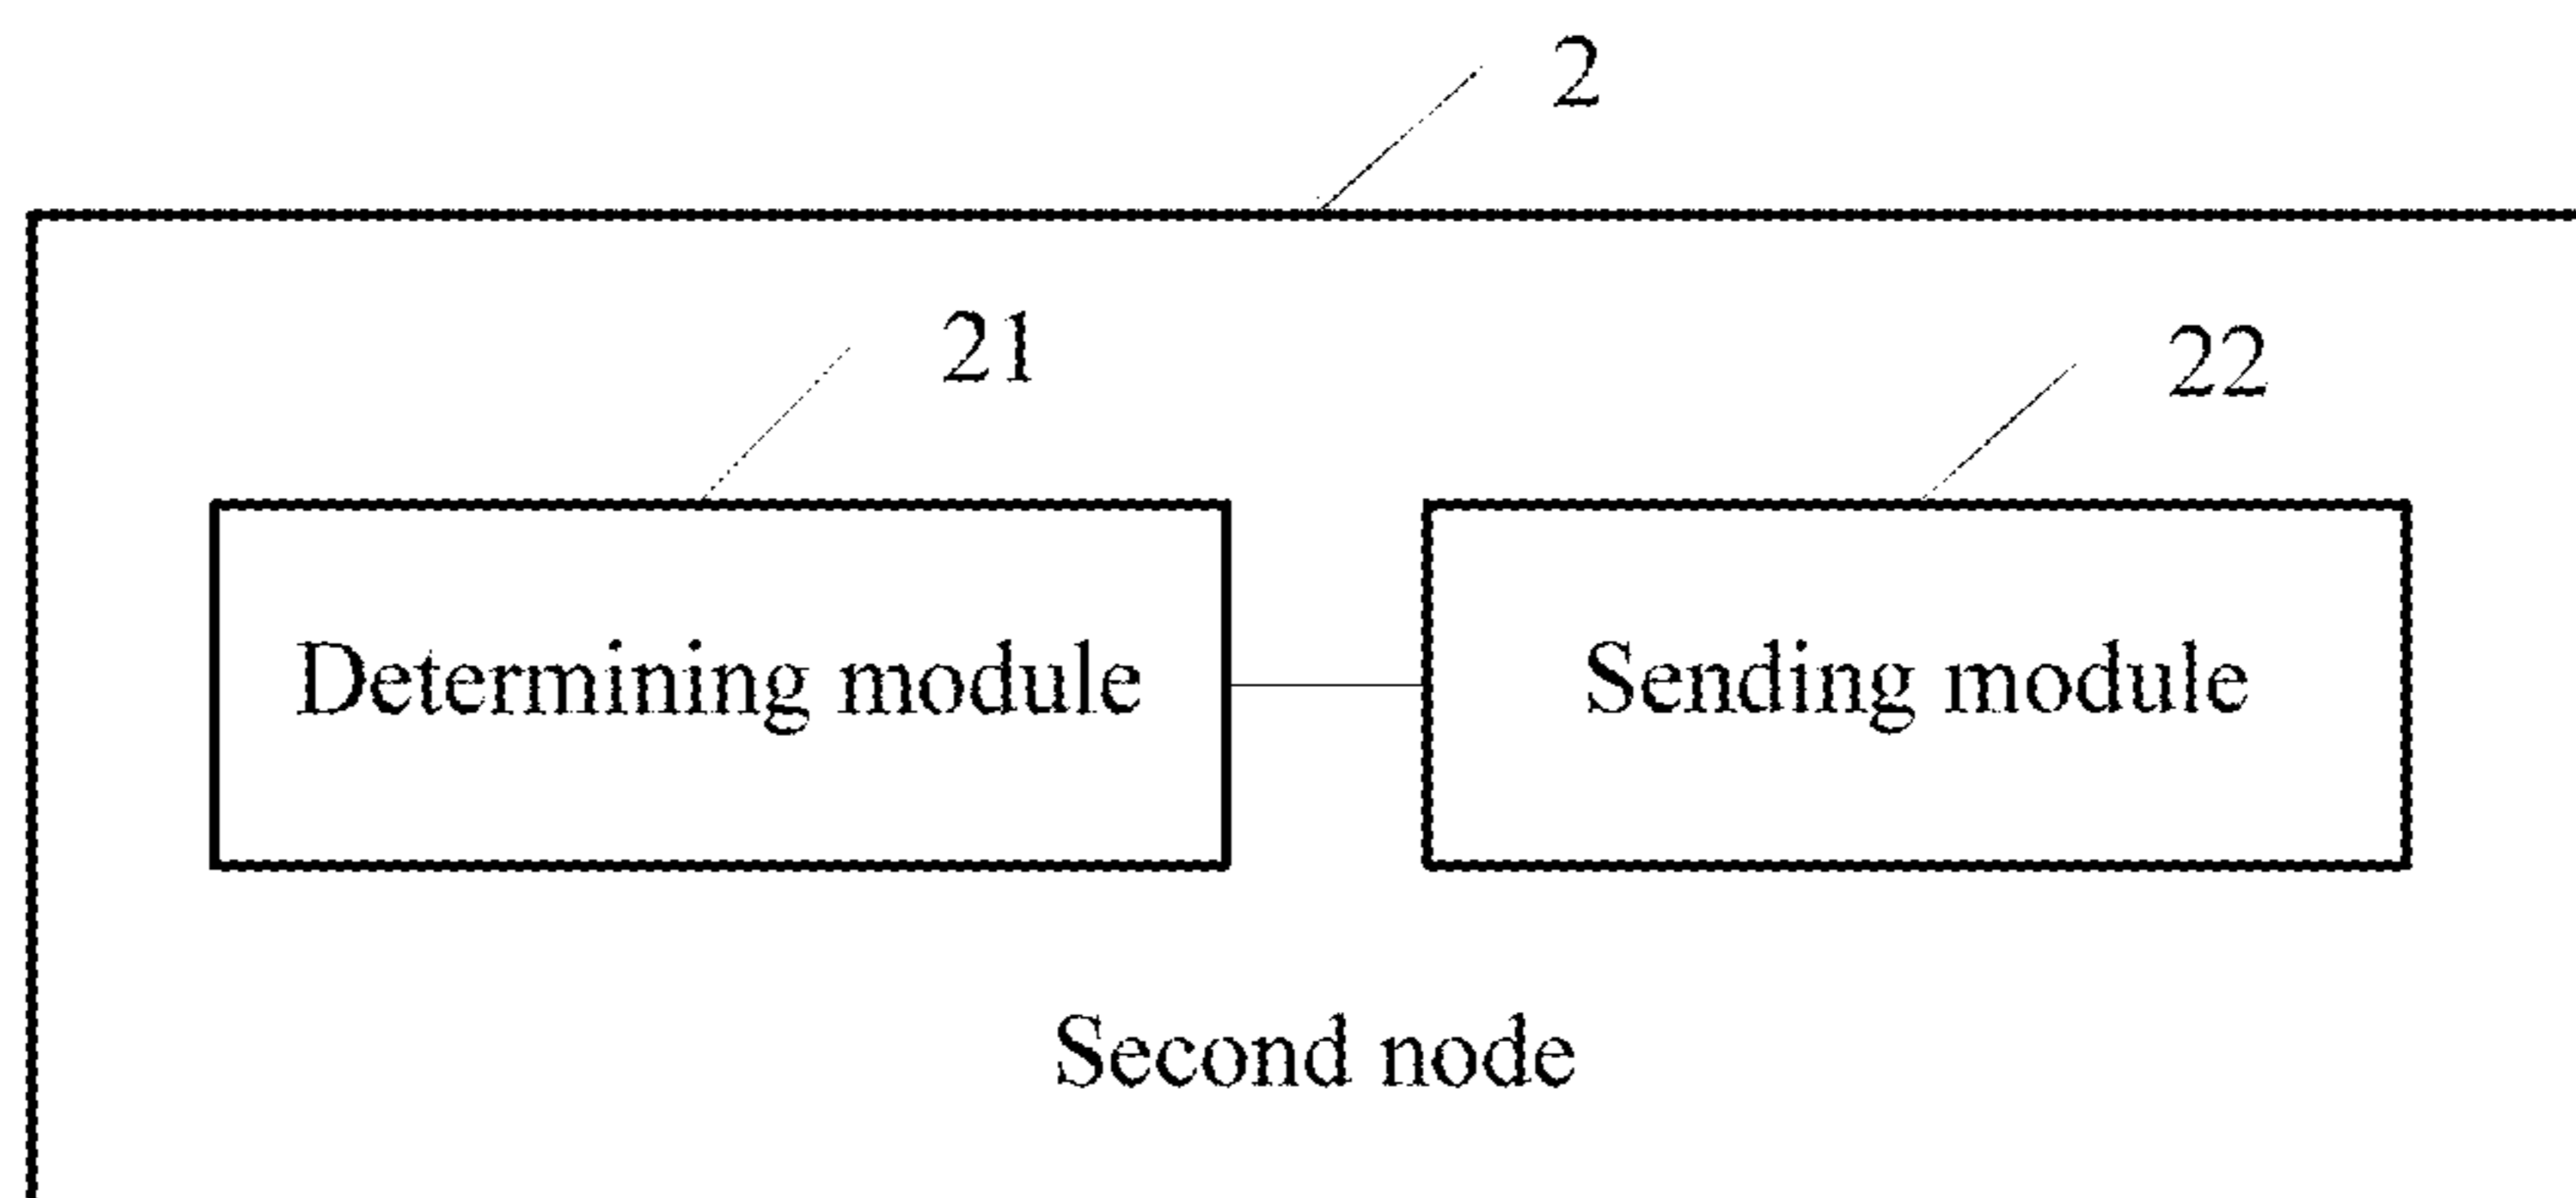 2
21
22
Determining module
Sending module
Second node